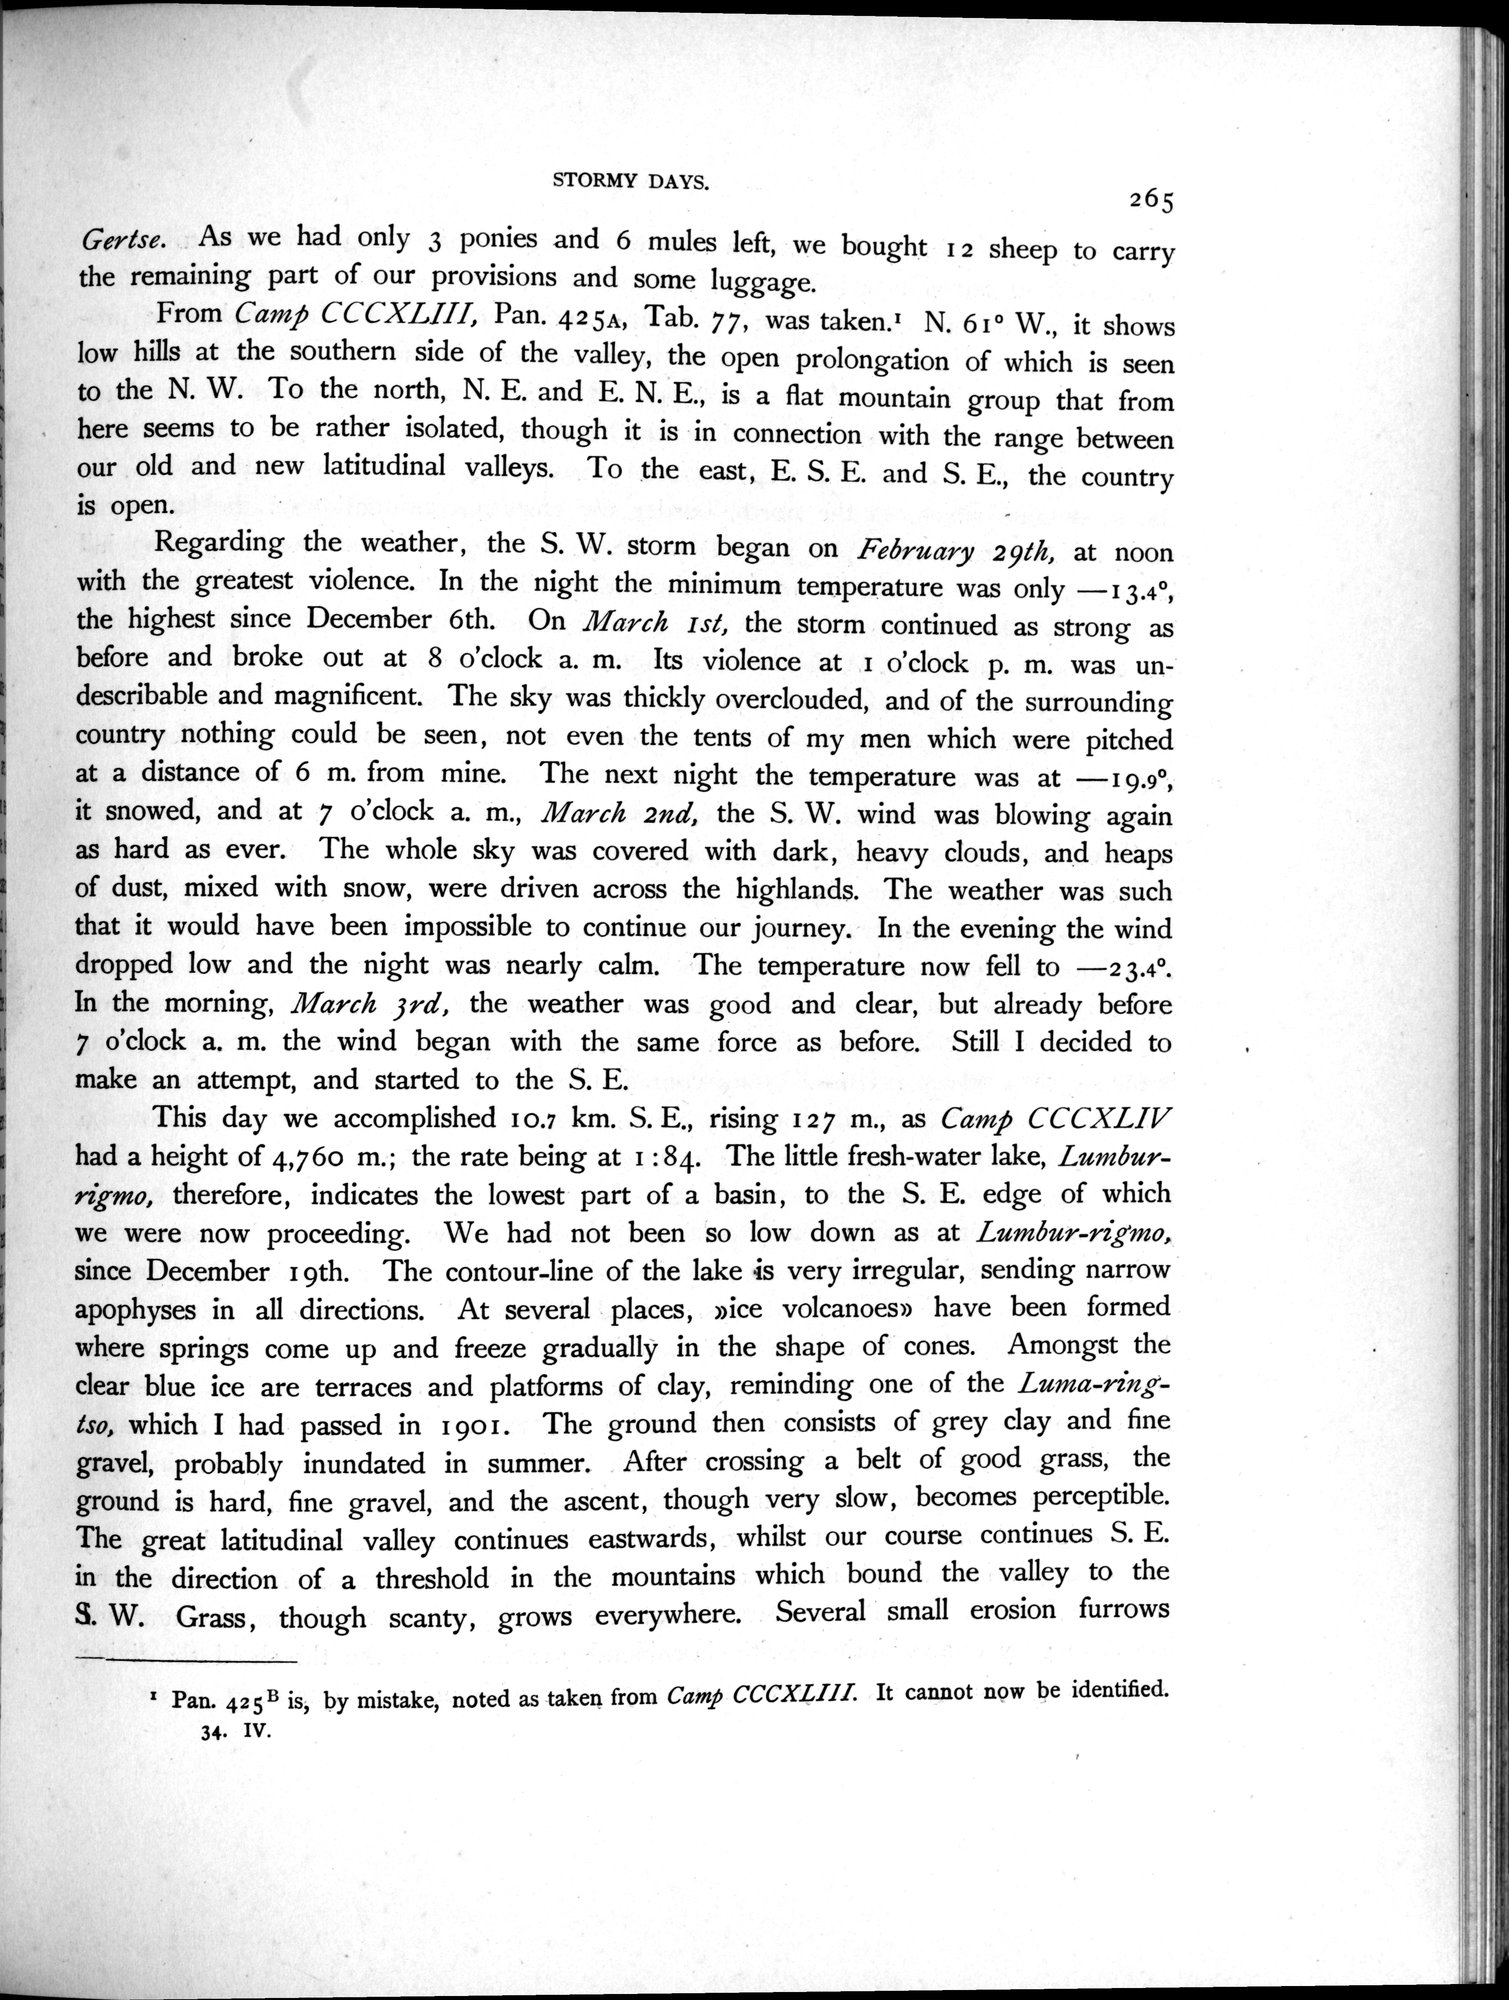 STORMY DAYS.
265
Gertse. As we had only 3 ponies and 6 mules left, we bought 12 sheep to carry
the remaining part of our provisions and some luggage.
From Camp CCCXLIII, Pan. 425A, Tab. 77, was taken.¹ N. 61° W., it shows
low hills at the southern side of the valley, the open prolongation of which is seen
to the N. W. To the north, N. E. and E. N. E., is a flat mountain group that from
here seems to be rather isolated, though it is in connection with the range between
our old and new latitudinal valleys. To the east, E. S. E. and S. E., the country
is open.
Regarding the weather, the S. W. storm began on February 29th, at noon
with the greatest violence. In the night the minimum temperature was only —13.4°,
the highest since December 6th. On March 1st, the storm continued as strong as
before and broke out at 8 o'clock a. m. Its violence at 1 o'clock p. m. was un-
describable and magnificent. The sky was thickly overclouded, and of the surrounding
country nothing could be seen, not even the tents of my men which were pitched
at a distance of 6 m. from mine. The next night the temperature was at —19.9°,
it snowed, and at 7 o'clock a. m., March 2nd, the S. W. wind was blowing again
as hard as ever. The whole sky was covered with dark, heavy clouds, and heaps
of dust, mixed with snow, were driven across the highlands. The weather was such
that it would have been impossible to continue our journey. In the evening the wind
dropped low and the night was nearly calm. The temperature now fell to —23.4°.
In the morning, March 3rd, the weather was good and clear, but already before
7 o'clock a. m. the wind began with the same force as before. Still I decided to
make an attempt, and started to the S. E.
This day we accomplished 10.7 km. S. E., rising 127 m., as Camp CCCXLIV
had a height of 4,760 m.; the rate being at 1 : 84. The little fresh-water lake, Lumbur-
rigmo, therefore, indicates the lowest part of a basin, to the S. E. edge of which
we were now proceeding. We had not been so low down as at Lumbur-rigmo,
since December 19th. The contour-line of the lake is very irregular, sending narrow
apophyses in all directions. At several places, »ice volcanoes» have been formed
where springs come up and freeze gradually in the shape of cones. Amongst the
clear blue ice are terraces and platforms of clay, reminding one of the Luma-ring-
tso, which I had passed in 1901. The ground then consists of grey clay and fine
gravel, probably inundated in summer. After crossing a belt of good grass, the
ground is hard, fine gravel, and the ascent, though very slow, becomes perceptible.
The great latitudinal valley continues eastwards, whilst our course continues S. E.
in the direction of a threshold in the mountains which bound the valley to the
S. W. Grass, though scanty, grows everywhere. Several small erosion furrows
¹ Pan. 425B is, by mistake, noted as taken from Camp CCCXLIII. It cannot now be identified.
34. IV.